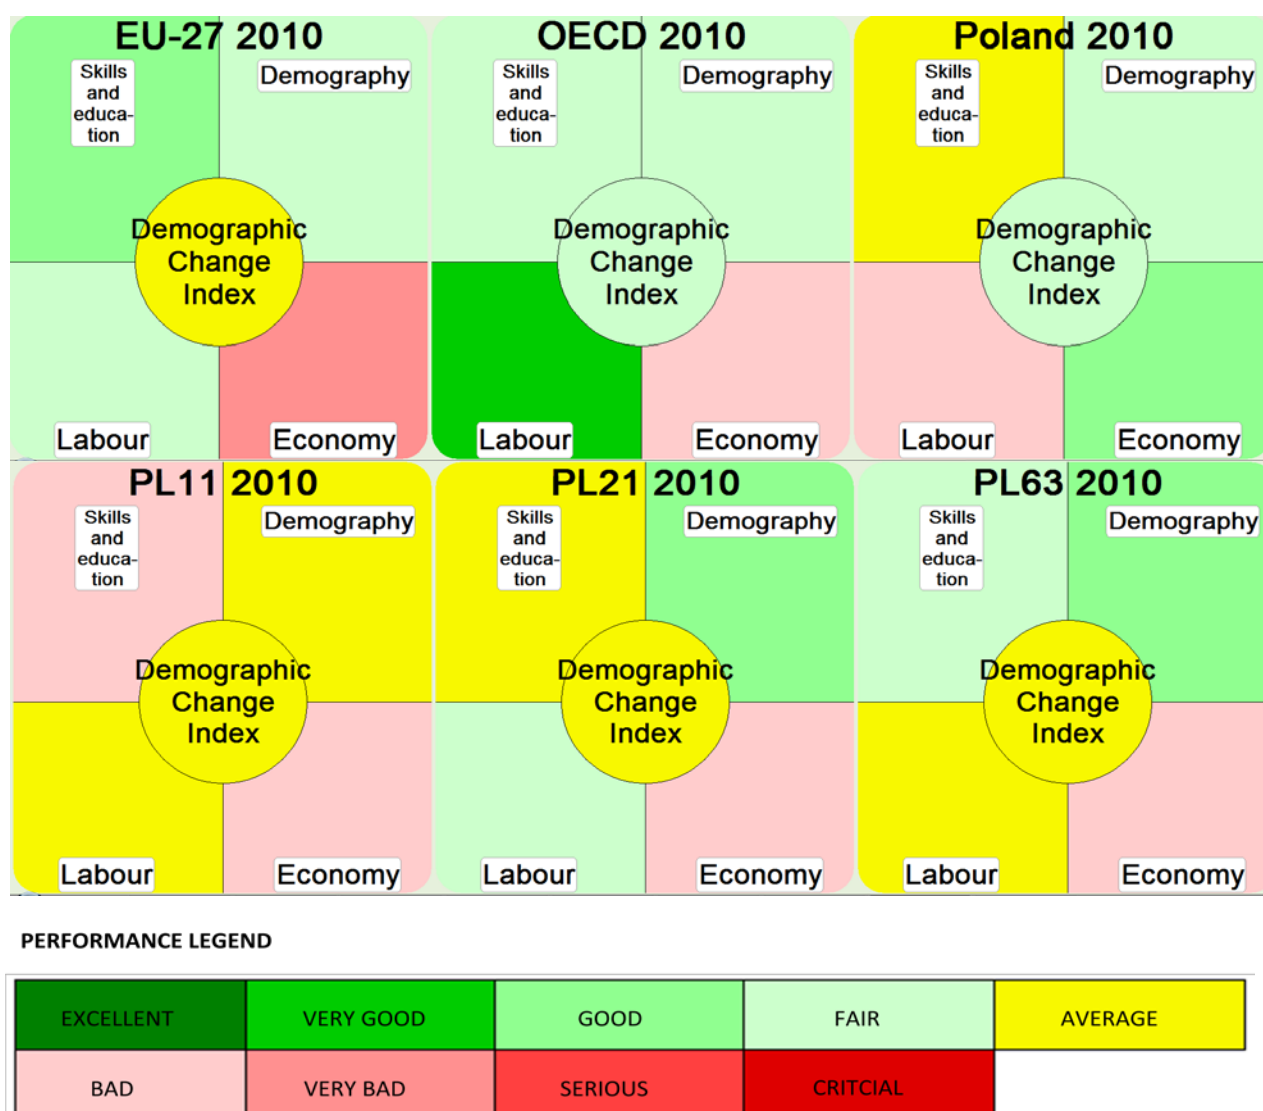 EU-27 2010
Skills
and
educa-
tion
Demography
Demographic
Change
Index
Labour
Economy
OECD 2010
Skills
and
educa-
tion
Demography
Demographic
Change
Index
Labour
Economy
Poland 2010
Skills
and
educa-
tion
Demography
Demographic
Change
Index
Labour
Economy
PL11 2010
Skills
and
educa-
tion
Demography
Demographic
Change
Index
Labour
Economy
PL21 2010
Skills
and
educa-
tion
Demography
Demographic
Change
Index
Labour
Economy
PL63 2010
Skills
and
educa-
tion
Demography
Demographic
Change
Index
Labour
Economy
PERFORMANCE LEGEND
EXCELLENT VERY GOOD GOOD FAIR AVERAGE
BAD VERY BAD SERIOUS CRITCIAL